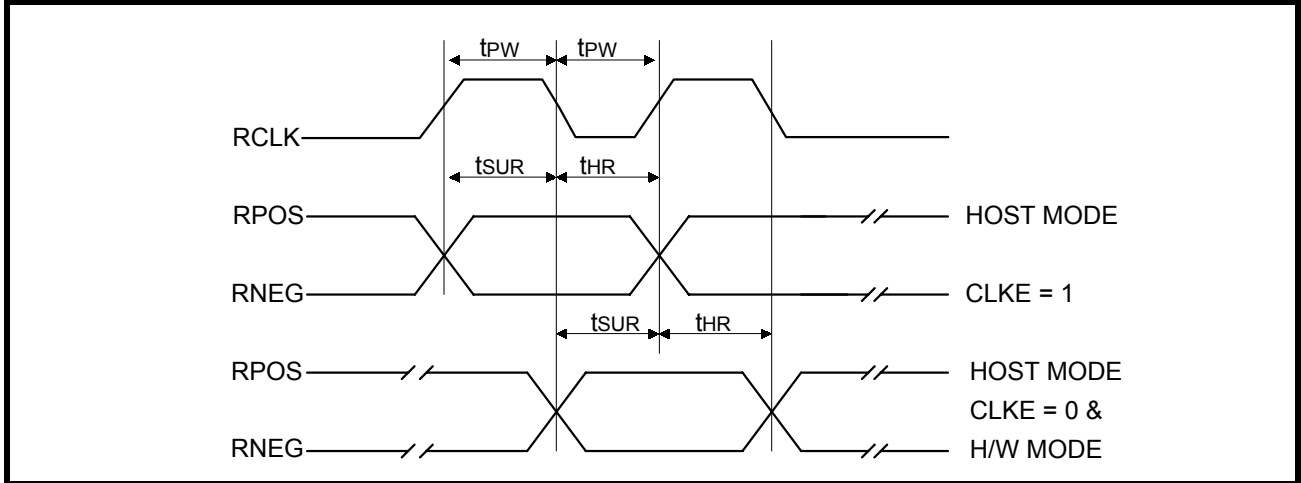 tPW tPW
RCLK
tSUR tHR
RPOS HOST MODE
RNEG CLKE = 1
tSUR tHR
RPOS HOST MODE
CLKE = 0 &
RNEG H/W MODE